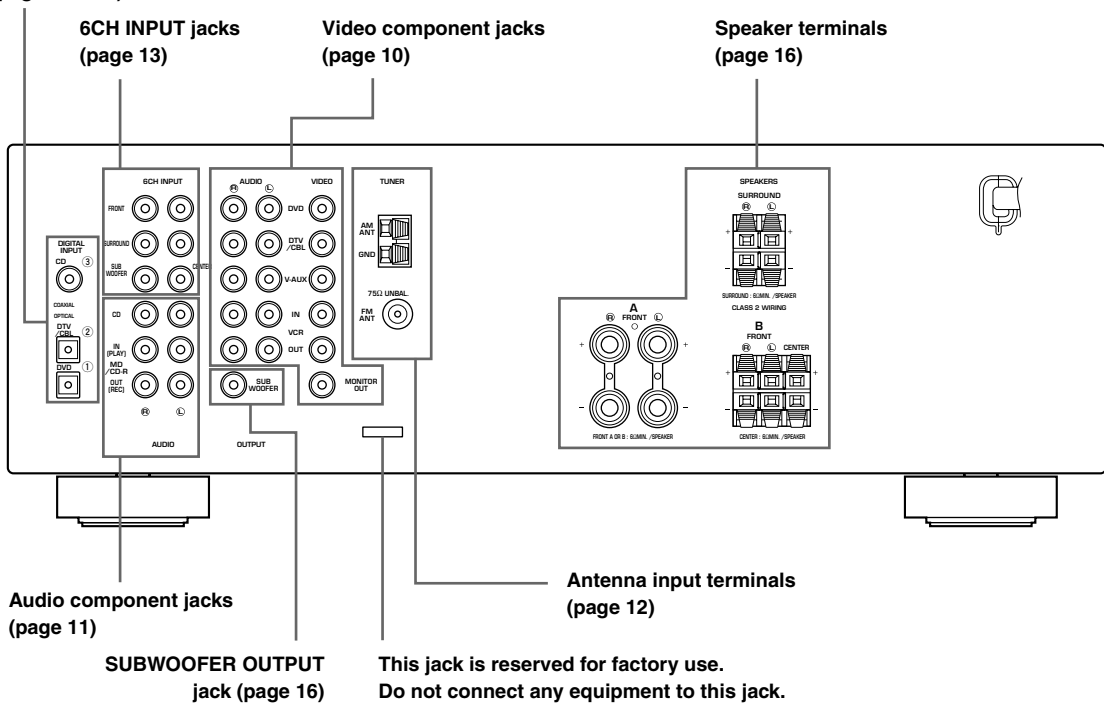 6CH INPUT jacks
(page 13)
Video component jacks
(page 10)
Speaker terminals
(page 16)
6CH INPUT
FRONT
SURROUND
SUB
WOOFER
CENTER
DIGITAL
INPUT
CD ③
COAXIAL
OPTICAL
DTV
/CBL ②
DVD ①
CD
IN
(PLAY)
MD
/CD-R
OUT
(REC)
R L
AUDIO
AUDIO VIDEO
R L
DVD
DTV
/CBL
V-AUX
IN
VCR
OUT
SUB
WOOFER
MONITOR
OUT
OUTPUT
TUNER
AM
ANT
GND
75Ω UNBAL.
FM
ANT
SPEAKERS
SURROUND
R L
+ +
– –
SURROUND : 6ΩMIN. /SPEAKER
CLASS 2 WIRING
A
R FRONT L
+ +
– –
FRONT A OR B : 6ΩMIN. /SPEAKER
B
FRONT
R L CENTER
+ +
– –
CENTER : 6ΩMIN. /SPEAKER
Audio component jacks
(page 11)
Antenna input terminals
(page 12)
SUBWOOFER OUTPUT
jack (page 16)
This jack is reserved for factory use.
Do not connect any equipment to this jack.